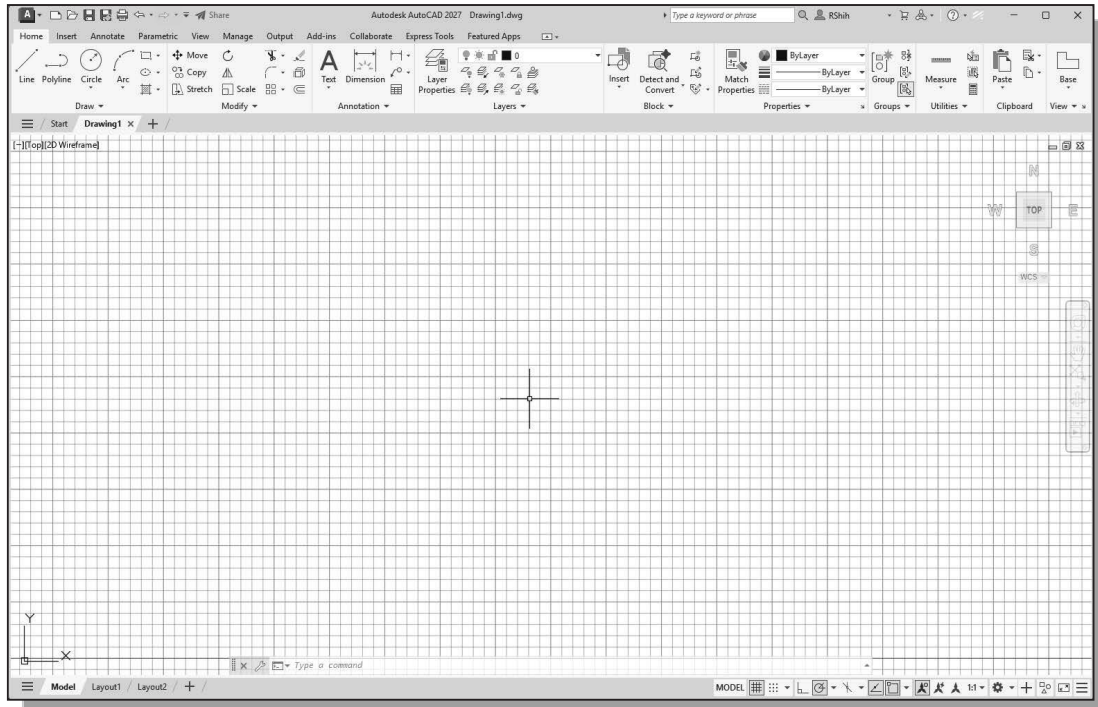 A Share Autodesk AutoCAD 2027 Drawing1.dwg Type a keyword or phrase RShih
Home Insert Annotate Parametric View Manage Output Add-ins Collaborate Express Tools Featured Apps
Line Polyline Circle Arc
Move
Copy
Stretch Scale
Text Dimension
Layer
Properties
0
Insert Detect and
Convert
Match
Properties
ByLayer
ByLayer
ByLayer
Group Measure Paste Base
Draw Modify Annotation Layers Block Properties Groups Utilities Clipboard View
Start Drawing1
[−][Top][2D Wireframe]
N
W TOP E
S
WCS
Y
X
Type a command
Model Layout1 Layout2 MODEL 1:1